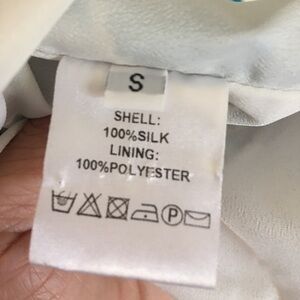 S
SHELL:
100%SILK
LINING:
100%POLYESTER
P